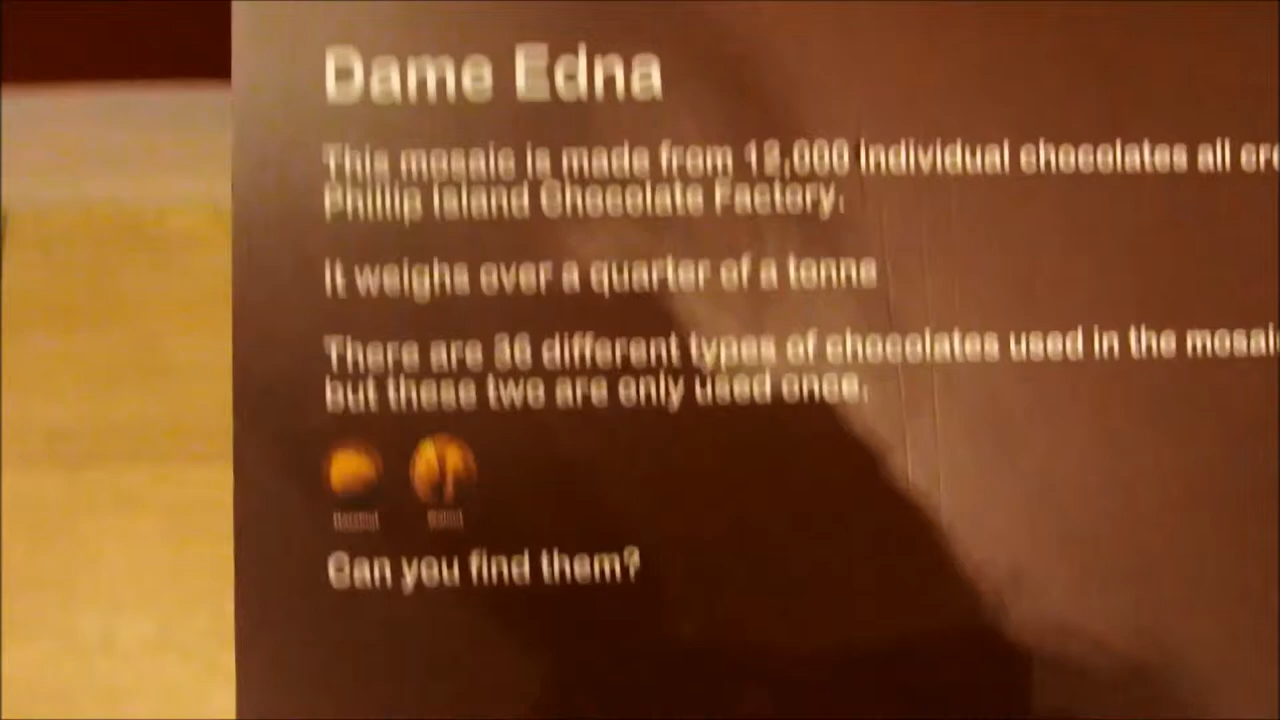 Dame Edna
This mosaic is made from 12,000 individual chocolates all
Phillip Island Chocolate Factory.
It weighs over a quarter of a tonne
There are 36 different types of chocolates used in the
but these two are only used once.
Can you find them?